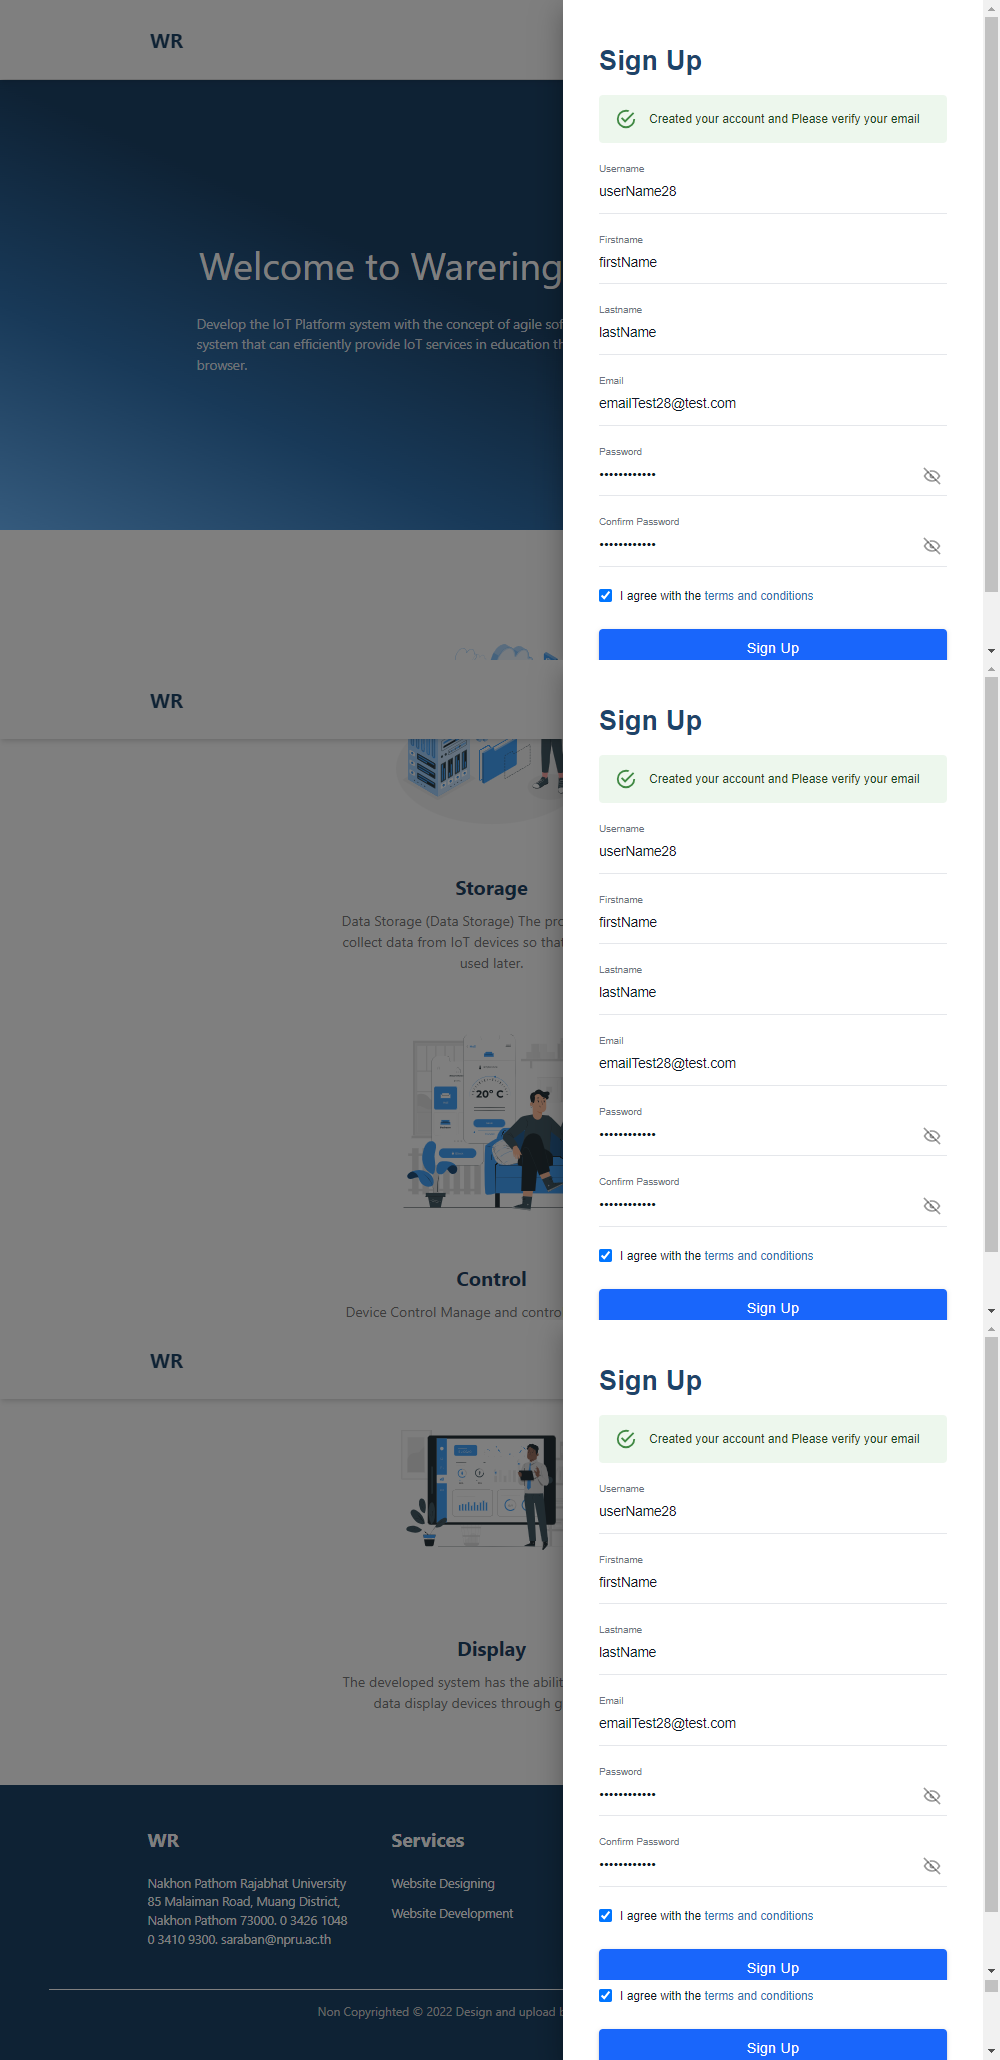 WR
Sign Up
Created your account and Please verify your email
Username
userName28
Firstname
firstName
Lastname
lastName
Email
emailTest28@test.com
Password
••••••••••••
Confirm Password
••••••••••••
I agree with the terms and conditions
Sign Up
Welcome to Warering
Develop the IoT Platform system with the concept of agile
system that can efficiently provide IoT services in education
browser.
WR
Sign Up
Created your account and Please verify your email
Username
userName28
Firstname
firstName
Lastname
lastName
Email
emailTest28@test.com
Password
••••••••••••
Confirm Password
••••••••••••
I agree with the terms and conditions
Sign Up
Storage
Data Storage (Data Storage) The
collect data from IoT devices so that
used later.
20° C
Control
Device Control Manage and
WR
Sign Up
Created your account and Please verify your email
Username
userName28
Firstname
firstName
Lastname
lastName
Email
emailTest28@test.com
Password
••••••••••••
Confirm Password
••••••••••••
I agree with the terms and conditions
Sign Up
I agree with the terms and conditions
Sign Up
Display
The developed system has the
data display devices through
WR
Nakhon Pathom Rajabhat University
85 Malaiman Road, Muang District,
Nakhon Pathom 73000. 0 3426 1048
0 3410 9300. saraban@npru.ac.th
Services
Website Designing
Website Development
Non Copyrighted © 2022 Design and upload